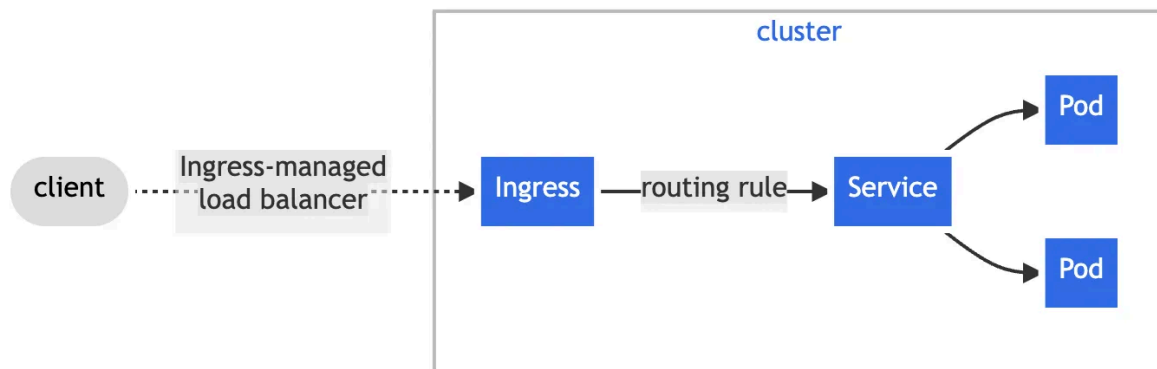 cluster
client
Ingress-managed
load balancer
Ingress
routing rule
Service
Pod
Pod